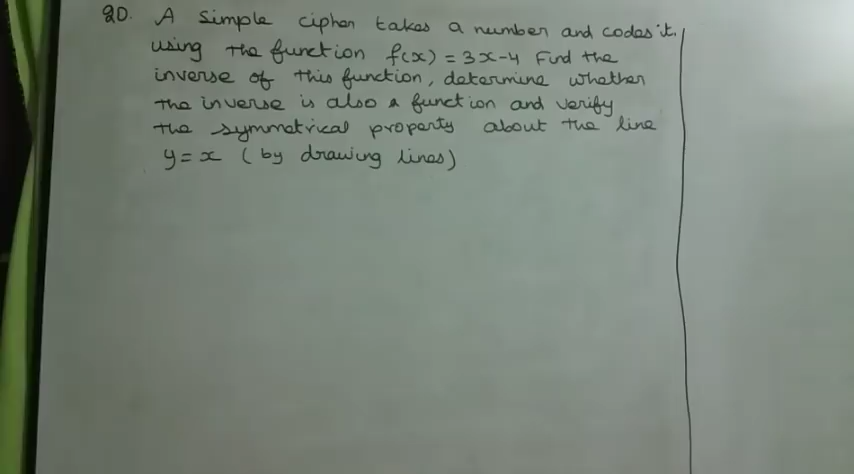 20. A simple cipher takes a number and codes it,
using the function f(x) = 3x-4 Find the
inverse of this function, determine whether
the inverse is also a function and verify
the symmetrical property about the line
y = x (by drawing lines)